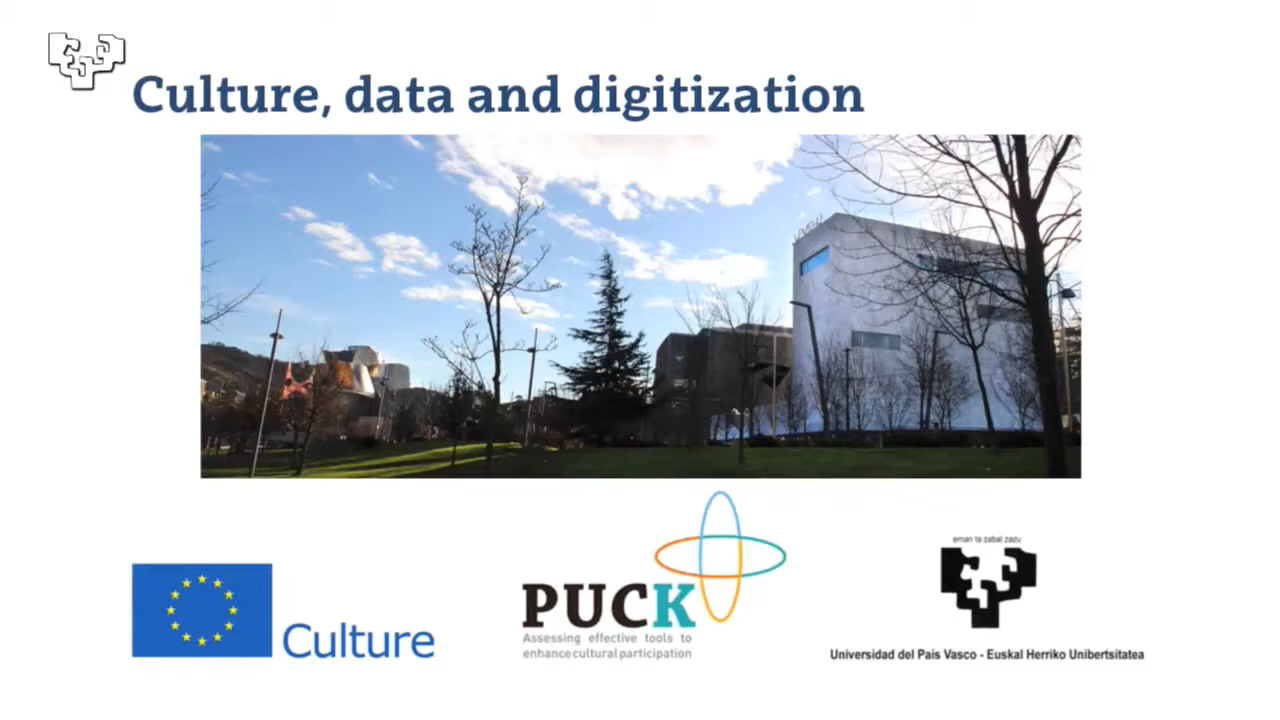 Culture, data and digitization
eman ta zabal zazu
Culture
PUCK
Assessing effective tools to
enhance cultural participation
Universidad del País Vasco - Euskal Herriko Unibertsitatea